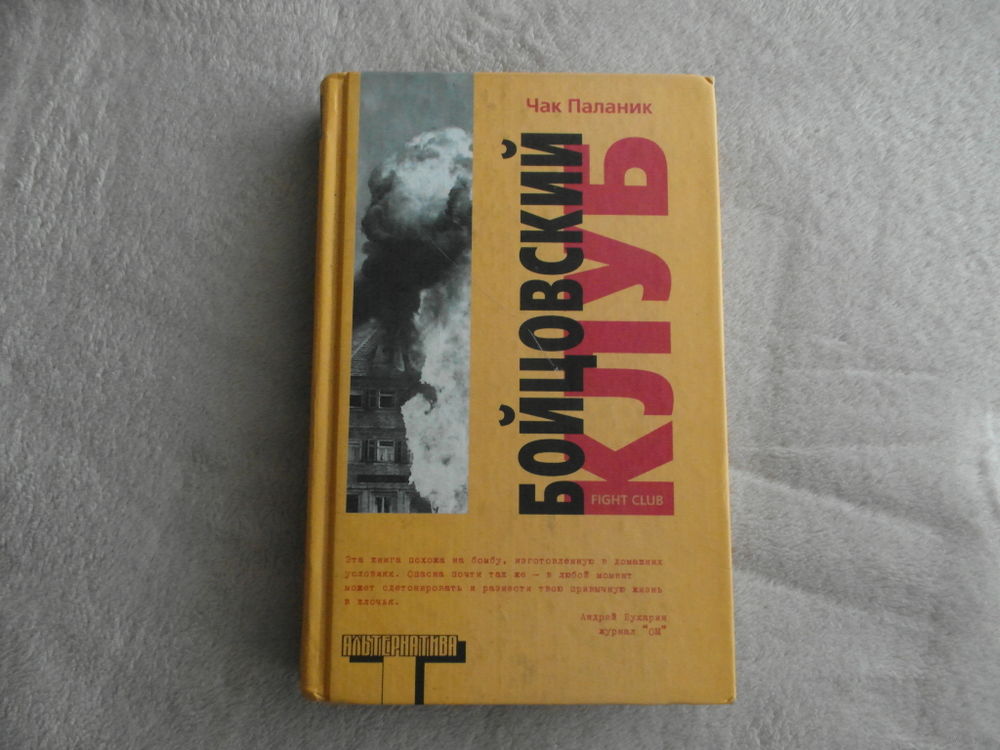 Чак Паланик
БОЙЦОВСКИЙ
КЛУБ
FIGHT CLUB
Эта книга похожа на бомбу, изготовленную в домашних
условиях. Опасна почти так же — в любой момент
может сдетонировать и разнести твою привычную жизнь
в клочья.
Андрей Бухарин
журнал "ОМ"
АЛЬТЕРНАТИВА